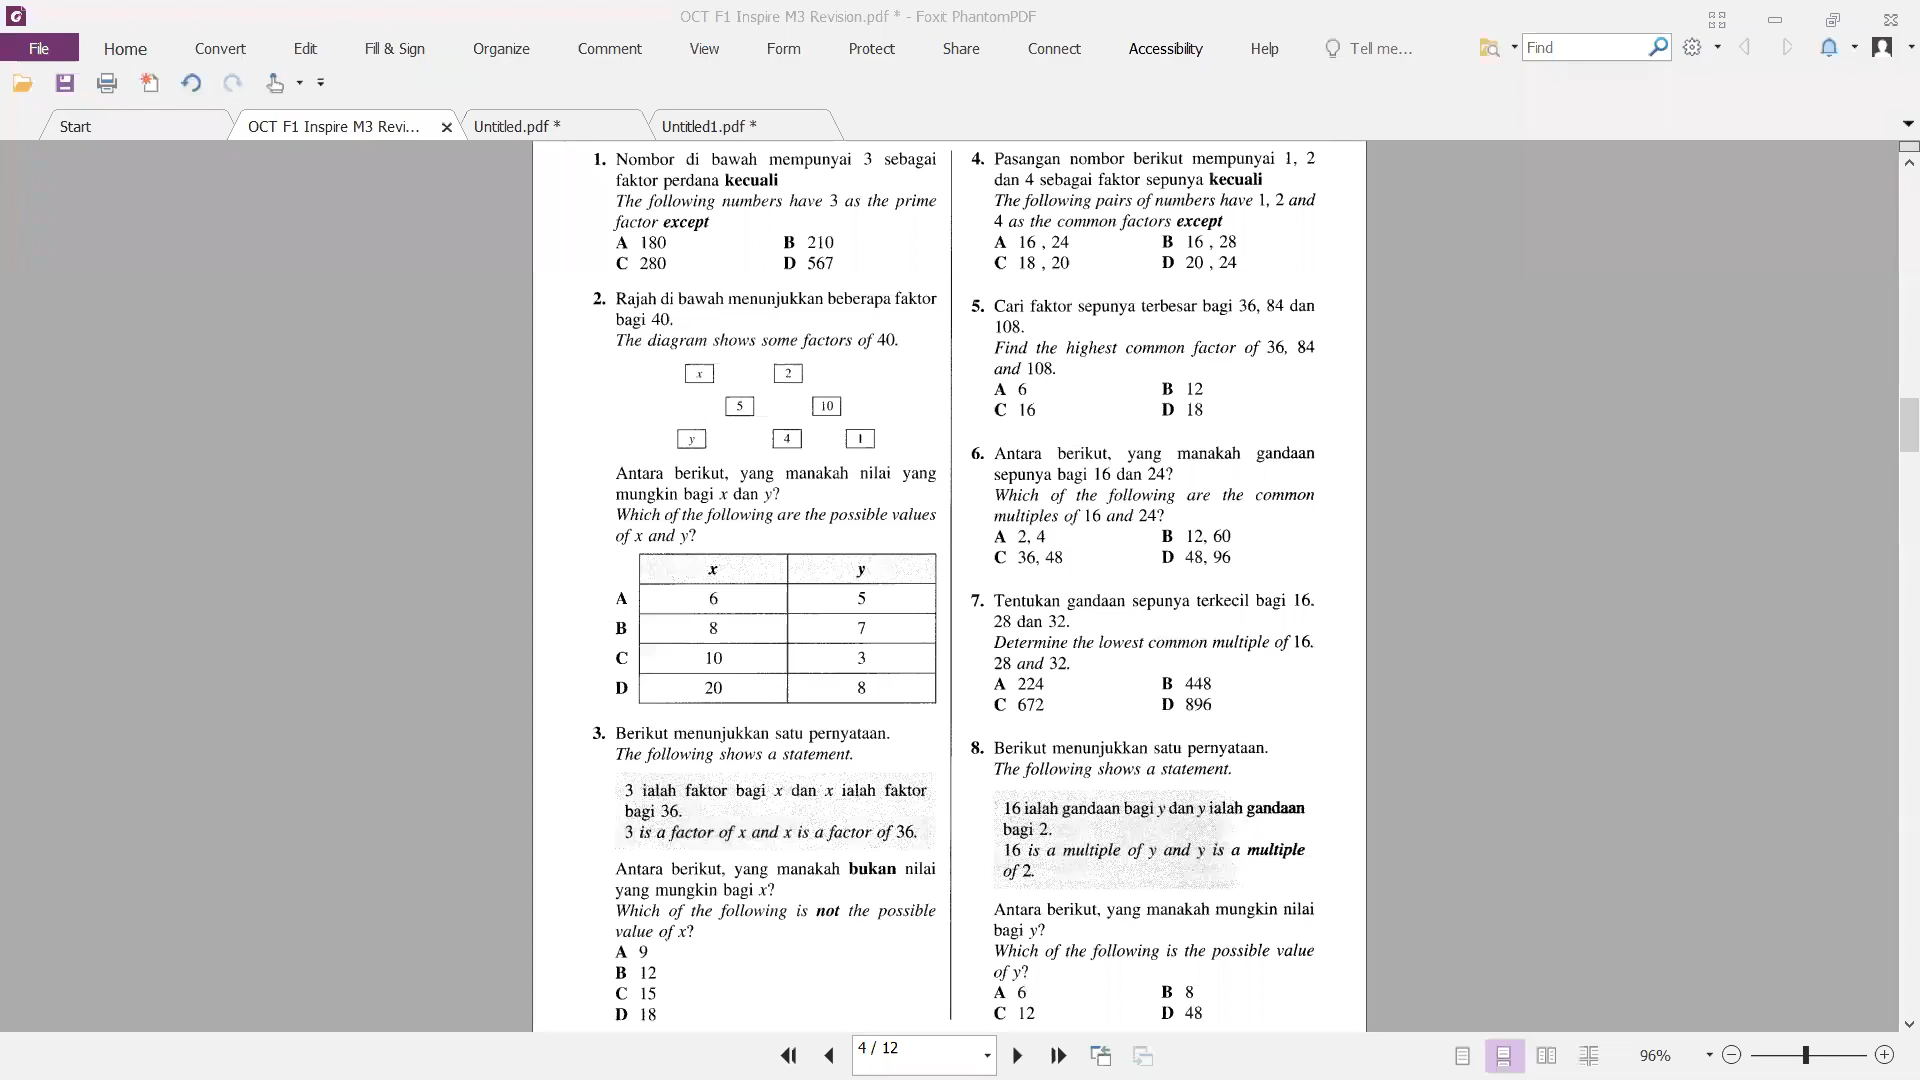 OCT F1 Inspire M3 Revision.pdf * - Foxit PhantomPDF
File Home Convert Edit Fill & Sign Organize Comment View Form Protect Share Connect Accessibility Help Tell me... Find
Start OCT F1 Inspire M3 Revi... Untitled.pdf * Untitled1.pdf *
1. Nombor di bawah mempunyai 3 sebagai
faktor perdana kecuali
The following numbers have 3 as the prime
factor except
A 180 B 210
C 280 D 567
2. Rajah di bawah menunjukkan beberapa faktor
bagi 40.
The diagram shows some factors of 40.
x 2
5 10
y 4 1
Antara berikut, yang manakah nilai yang
mungkin bagi x dan y?
Which of the following are the possible values
of x and y?
x y
A 6 5
B 8 7
C 10 3
D 20 8
3. Berikut menunjukkan satu pernyataan.
The following shows a statement.
3 ialah faktor bagi x dan x ialah faktor
bagi 36.
3 is a factor of x and x is a factor of 36.
Antara berikut, yang manakah bukan nilai
yang mungkin bagi x?
Which of the following is not the possible
value of x?
A 9
B 12
C 15
D 18
4. Pasangan nombor berikut mempunyai 1, 2
dan 4 sebagai faktor sepunya kecuali
The following pairs of numbers have 1, 2 and
4 as the common factors except
A 16 , 24 B 16 , 28
C 18 , 20 D 20 , 24
5. Cari faktor sepunya terbesar bagi 36, 84 dan
108.
Find the highest common factor of 36, 84
and 108.
A 6 B 12
C 16 D 18
6. Antara berikut, yang manakah gandaan
sepunya bagi 16 dan 24?
Which of the following are the common
multiples of 16 and 24?
A 2, 4 B 12, 60
C 36, 48 D 48, 96
7. Tentukan gandaan sepunya terkecil bagi 16.
28 dan 32.
Determine the lowest common multiple of 16.
28 and 32.
A 224 B 448
C 672 D 896
8. Berikut menunjukkan satu pernyataan.
The following shows a statement.
16 ialah gandaan bagi y dan y ialah gandaan
bagi 2.
16 is a multiple of y and y is a multiple
of 2.
Antara berikut, yang manakah mungkin nilai
bagi y?
Which of the following is the possible value
of y?
A 6 B 8
C 12 D 48
4 / 12
96%